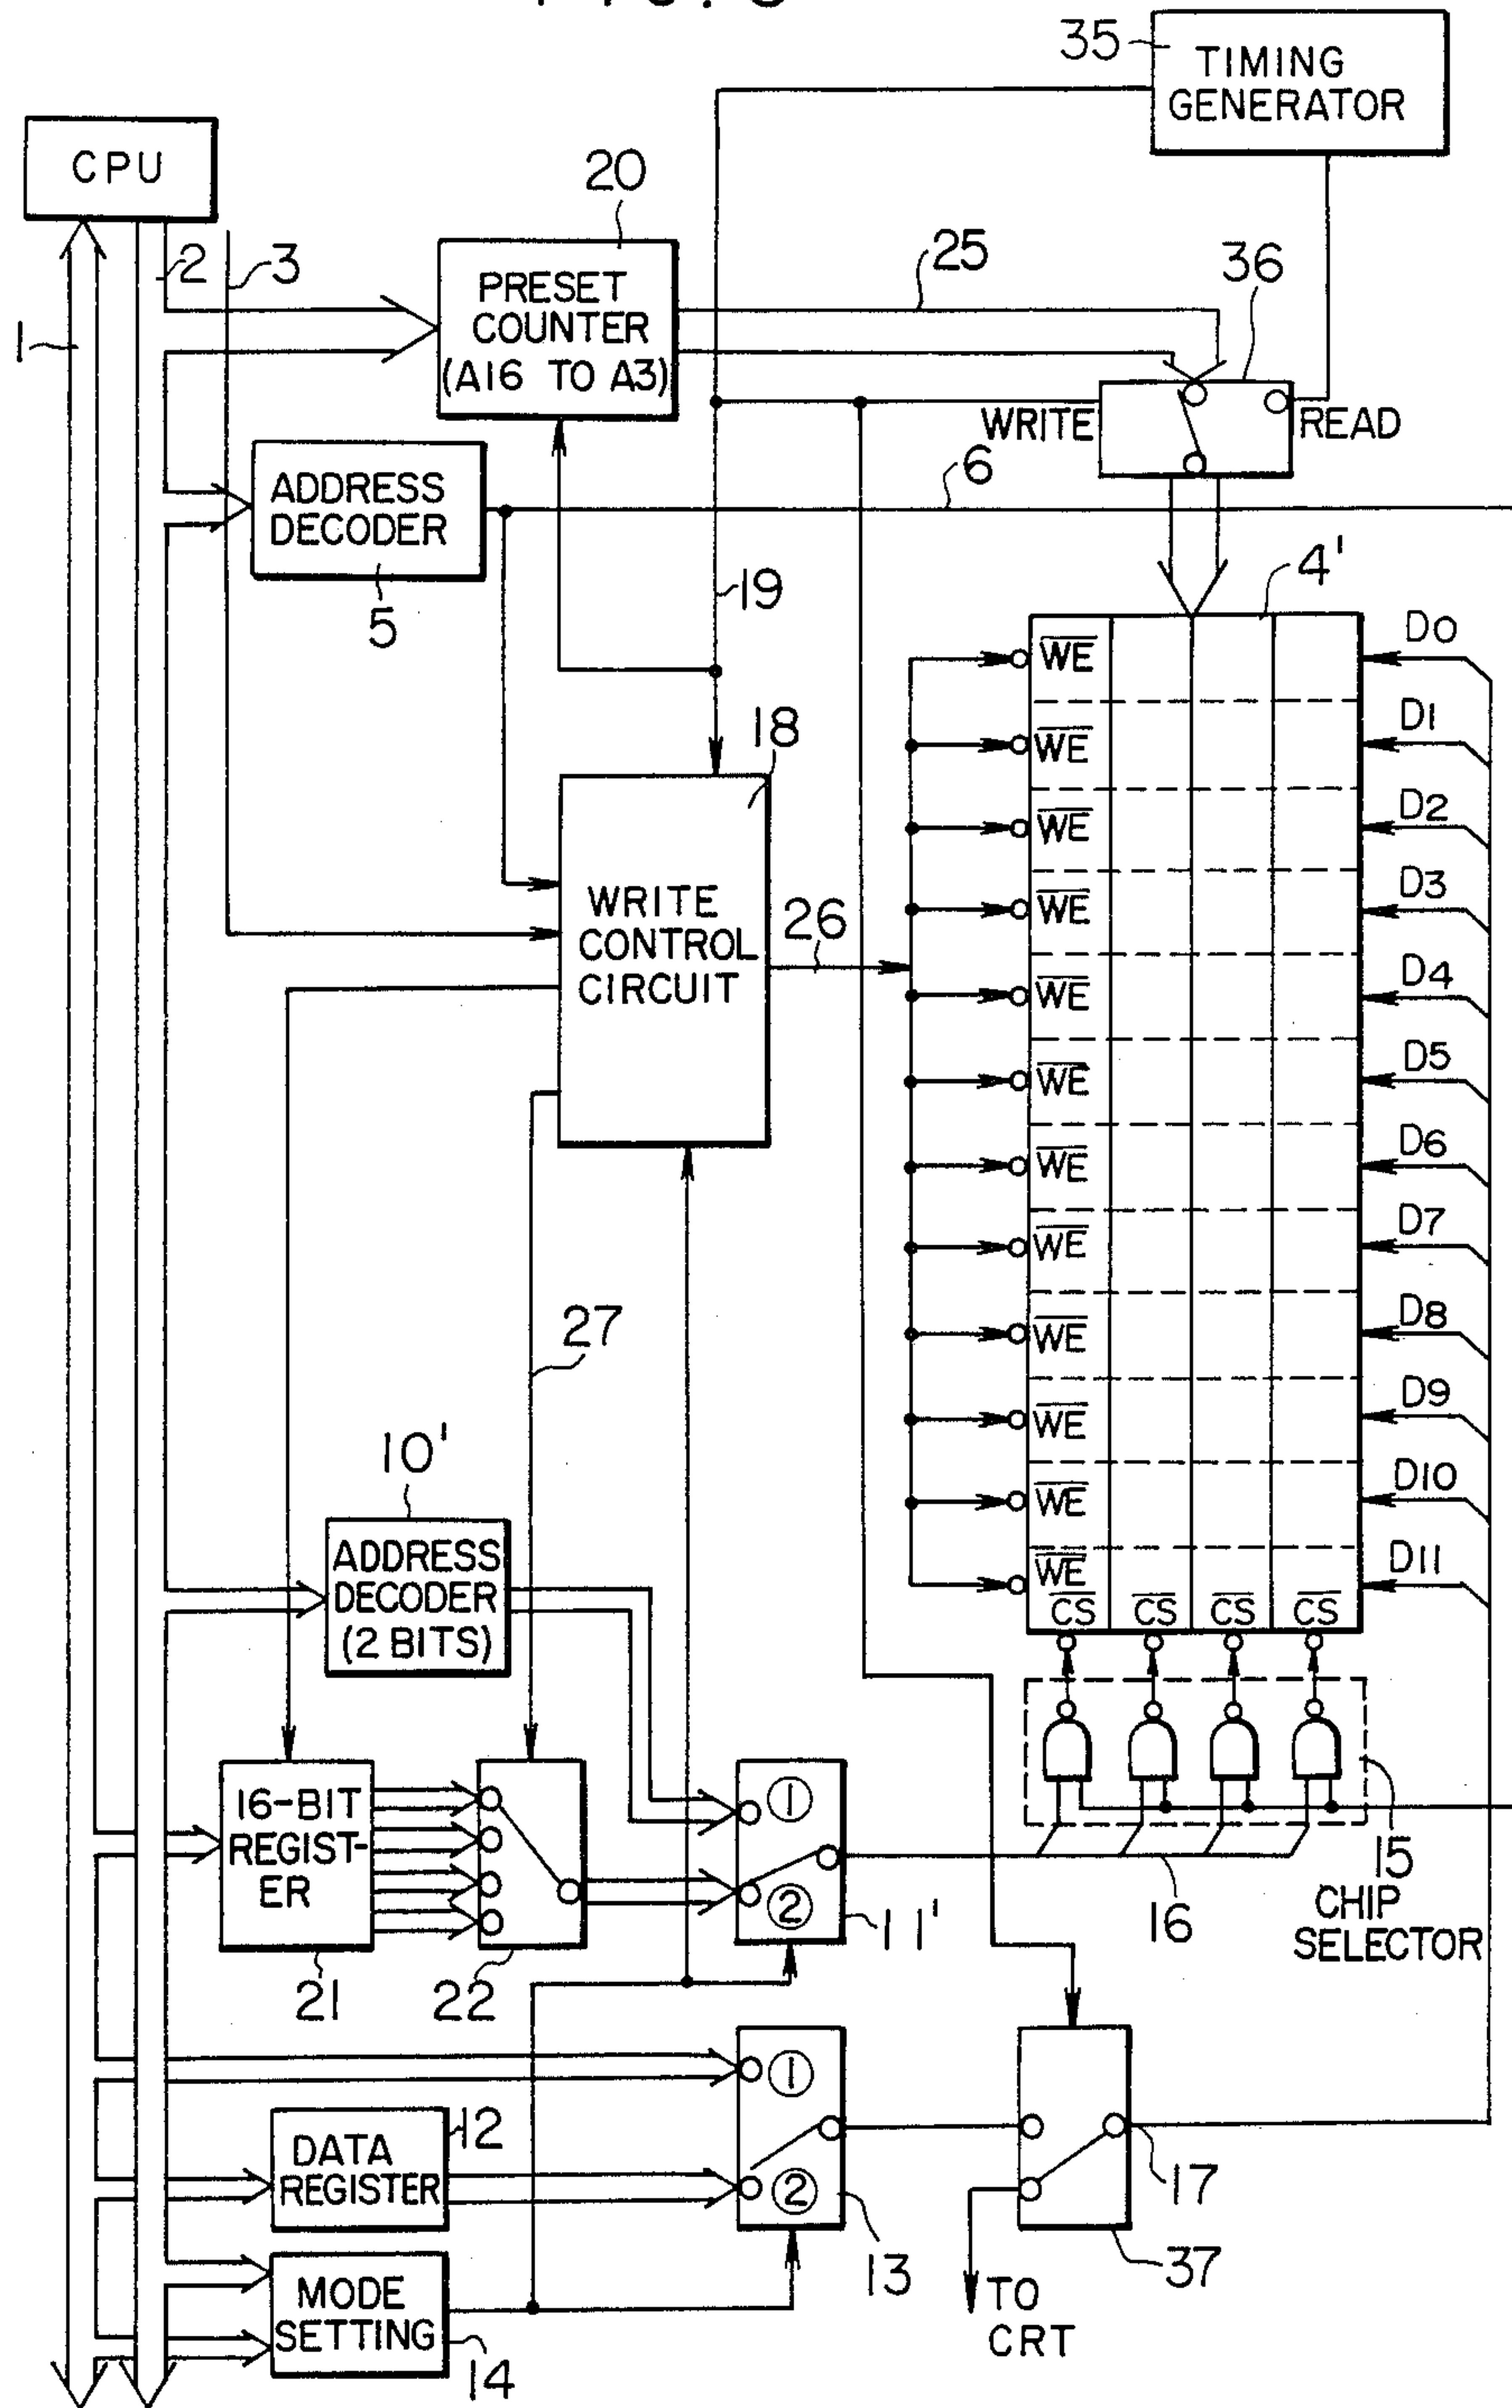 35
TIMING
GENERATOR
CPU
20
2
3
PRESET
COUNTER
(A16 TO A3)
25
36
1
WRITE
READ
ADDRESS
DECODER
6
5
19
4'
D0
WE
D1
WE
18
D2
WE
D3
WE
WRITE
CONTROL
CIRCUIT
26
D4
WE
D5
WE
D6
WE
D7
WE
27
D8
WE
D9
WE
10'
D10
WE
ADDRESS
DECODER
(2 BITS)
D11
WE
CS CS CS CS
16-BIT
REGIST-
ER
①
②
11'
16
15
CHIP
SELECTOR
21
22
①
12
DATA
REGISTER
②
13
17
37
MODE
SETTING
14
TO
CRT